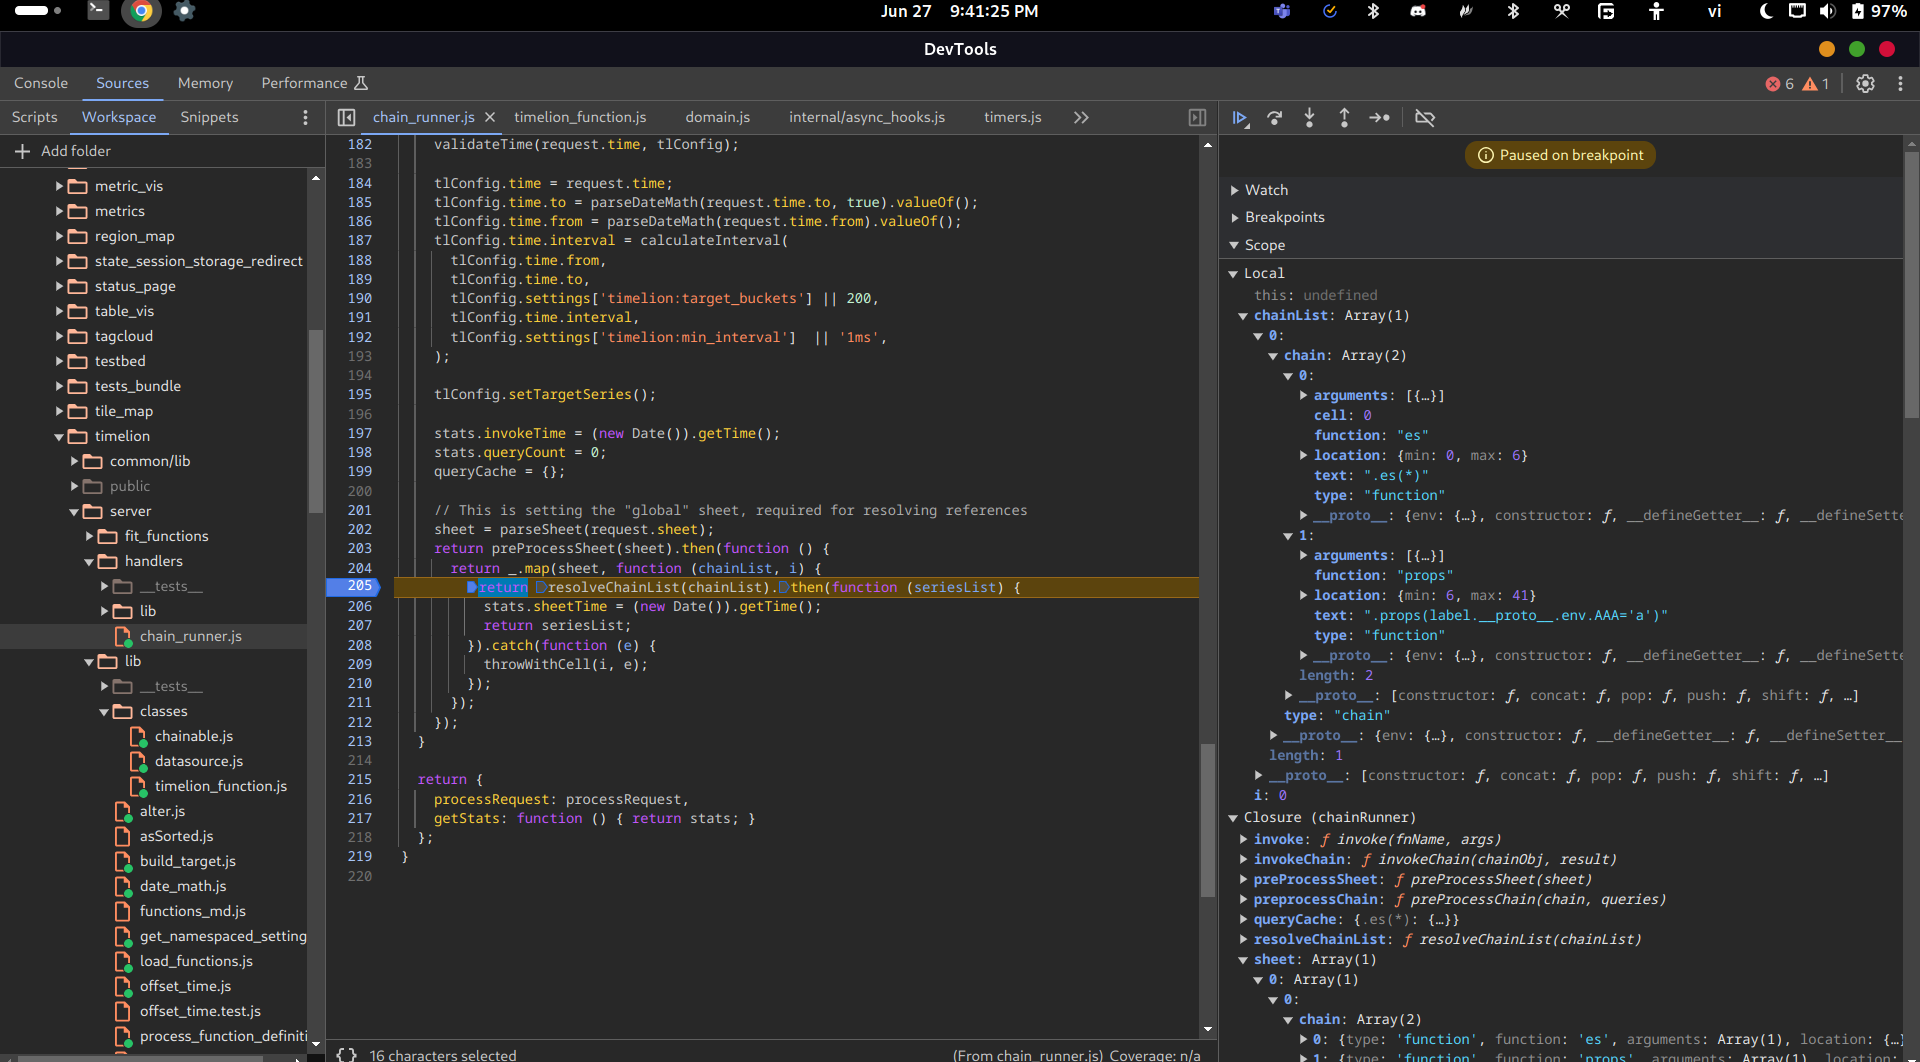 Jun 27 9:41:25 PM
vi
97%
DevTools
Console Sources Memory Performance
6 1
Scripts Workspace Snippets
chain_runner.js timelion_function.js domain.js internal/async_hooks.js timers.js
Add folder
metric_vis
metrics
region_map
state_session_storage_redirect
status_page
table_vis
tagcloud
testbed
tests_bundle
tile_map
timelion
common/lib
public
server
fit_functions
handlers
__tests__
lib
chain_runner.js
lib
__tests__
classes
chainable.js
datasource.js
timelion_function.js
alter.js
asSorted.js
build_target.js
date_math.js
functions_md.js
get_namespaced_setting
load_functions.js
offset_time.js
offset_time.test.js
process_function_definiti
182 validateTime(request.time, tlConfig);
183
184 tlConfig.time = request.time;
185 tlConfig.time.to = parseDateMath(request.time.to, true).valueOf();
186 tlConfig.time.from = parseDateMath(request.time.from).valueOf();
187 tlConfig.time.interval = calculateInterval(
188 tlConfig.time.from,
189 tlConfig.time.to,
190 tlConfig.settings['timelion:target_buckets'] || 200,
191 tlConfig.time.interval,
192 tlConfig.settings['timelion:min_interval'] || '1ms',
193 );
194
195 tlConfig.setTargetSeries();
196
197 stats.invokeTime = (new Date()).getTime();
198 stats.queryCount = 0;
199 queryCache = {};
200
201 // This is setting the "global" sheet, required for resolving references
202 sheet = parseSheet(request.sheet);
203 return preProcessSheet(sheet).then(function () {
204 return _.map(sheet, function (chainList, i) {
205 return resolveChainList(chainList).then(function (seriesList) {
206 stats.sheetTime = (new Date()).getTime();
207 return seriesList;
208 }).catch(function (e) {
209 throwWithCell(i, e);
210 });
211 });
212 });
213 }
214
215 return {
216 processRequest: processRequest,
217 getStats: function () { return stats; }
218 };
219 }
220
{} 16 characters selected (From chain_runner.js) Coverage: n/a
Paused on breakpoint
Watch
Breakpoints
Scope
Local
this: undefined
chainList: Array(1)
0:
chain: Array(2)
0:
arguments: [{…}]
cell: 0
function: "es"
location: {min: 0, max: 6}
text: ".es(*)"
type: "function"
__proto__: {env: {…}, constructor: ƒ, __defineGetter__: ƒ, __defineSette
1:
arguments: [{…}]
function: "props"
location: {min: 6, max: 41}
text: ".props(label.__proto__.env.AAA='a')"
type: "function"
__proto__: {env: {…}, constructor: ƒ, __defineGetter__: ƒ, __defineSette
length: 2
__proto__: [constructor: ƒ, concat: ƒ, pop: ƒ, push: ƒ, shift: ƒ, …]
type: "chain"
__proto__: {env: {…}, constructor: ƒ, __defineGetter__: ƒ, __defineSetter__
length: 1
__proto__: [constructor: ƒ, concat: ƒ, pop: ƒ, push: ƒ, shift: ƒ, …]
i: 0
Closure (chainRunner)
invoke: ƒ invoke(fnName, args)
invokeChain: ƒ invokeChain(chainObj, result)
preProcessSheet: ƒ preProcessSheet(sheet)
preprocessChain: ƒ preProcessChain(chain, queries)
queryCache: {.es(*): {…}}
resolveChainList: ƒ resolveChainList(chainList)
sheet: Array(1)
0: Array(1)
0:
chain: Array(2)
0: {type: 'function', function: 'es', arguments: Array(1), location: {…}
1: {type: 'function', function: 'props', arguments: Array(1), location: